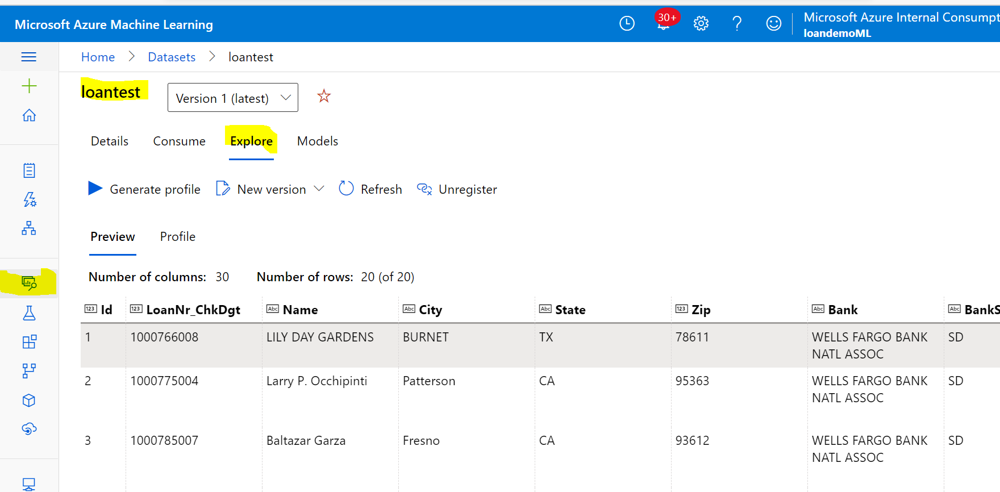 Microsoft Azure Machine Learning
30+
Microsoft Azure Internal Consumpt
loandemoML
Home > Datasets > loantest
loantest
Version 1 (latest)
Details Consume Explore Models
Generate profile New version Refresh Unregister
Preview Profile
Number of columns: 30 Number of rows: 20 (of 20)
123 Id 123 LoanNr_ChkDgt Abc Name Abc City Abc State 123 Zip Abc Bank Abc BankS
1 1000766008 LILY DAY GARDENS BURNET TX 78611 WELLS FARGO BANK SD
NATL ASSOC
2 1000775004 Larry P. Occhipinti Patterson CA 95363 WELLS FARGO BANK SD
NATL ASSOC
3 1000785007 Baltazar Garza Fresno CA 93612 WELLS FARGO BANK SD
NATL ASSOC